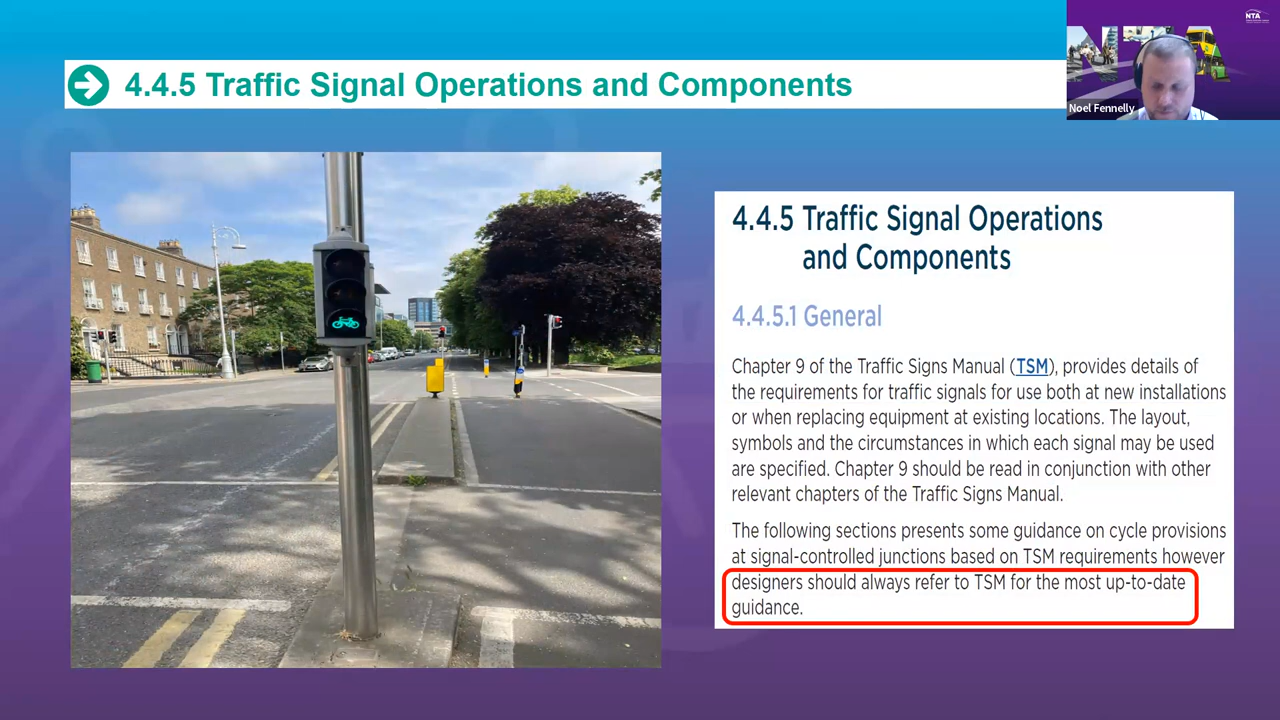 NTA
NTA
Noel Fennelly
4.4.5 Traffic Signal Operations and Components
4.4.5 Traffic Signal Operations
and Components
4.4.5.1 General
Chapter 9 of the Traffic Signs Manual (TSM), provides details of
the requirements for traffic signals for use both at new installations
or when replacing equipment at existing locations. The layout,
symbols and the circumstances in which each signal may be used
are specified. Chapter 9 should be read in conjunction with other
relevant chapters of the Traffic Signs Manual.
The following sections presents some guidance on cycle provisions
at signal-controlled junctions based on TSM requirements however
designers should always refer to TSM for the most up-to-date
guidance.